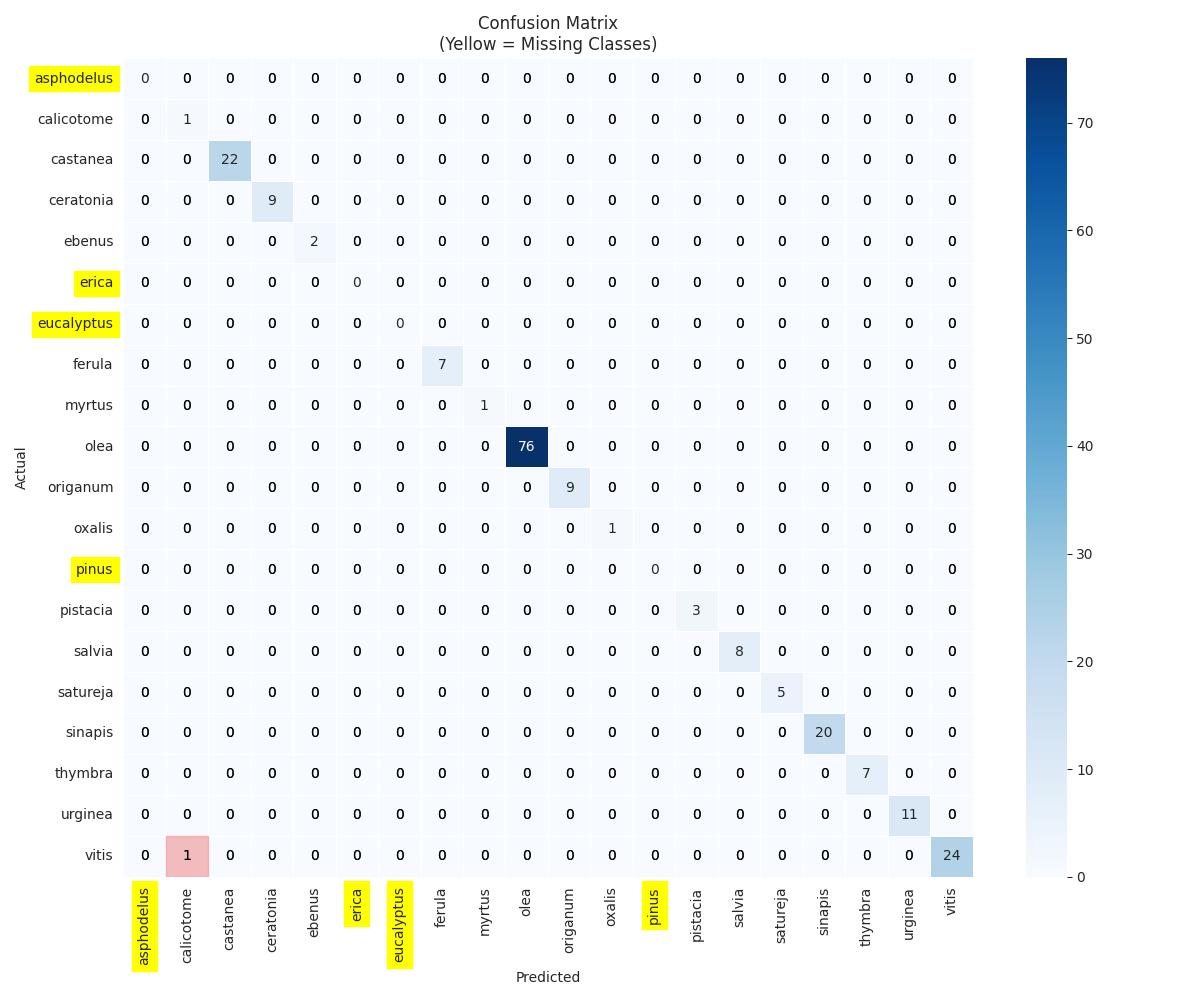 Confusion Matrix
(Yellow = Missing Classes)
asphodelus 0 0 0 0 0 0 0 0 0 0 0 0 0 0 0 0 0 0 0 0
calicotome 0 1 0 0 0 0 0 0 0 0 0 0 0 0 0 0 0 0 0 0
castanea 0 0 22 0 0 0 0 0 0 0 0 0 0 0 0 0 0 0 0 0
ceratonia 0 0 0 9 0 0 0 0 0 0 0 0 0 0 0 0 0 0 0 0
ebenus 0 0 0 0 2 0 0 0 0 0 0 0 0 0 0 0 0 0 0 0
erica 0 0 0 0 0 0 0 0 0 0 0 0 0 0 0 0 0 0 0 0
eucalyptus 0 0 0 0 0 0 0 0 0 0 0 0 0 0 0 0 0 0 0 0
ferula 0 0 0 0 0 0 0 7 0 0 0 0 0 0 0 0 0 0 0 0
myrtus 0 0 0 0 0 0 0 0 1 0 0 0 0 0 0 0 0 0 0 0
olea 0 0 0 0 0 0 0 0 0 76 0 0 0 0 0 0 0 0 0 0
origanum 0 0 0 0 0 0 0 0 0 0 9 0 0 0 0 0 0 0 0 0
oxalis 0 0 0 0 0 0 0 0 0 0 0 1 0 0 0 0 0 0 0 0
pinus 0 0 0 0 0 0 0 0 0 0 0 0 0 0 0 0 0 0 0 0
pistacia 0 0 0 0 0 0 0 0 0 0 0 0 0 3 0 0 0 0 0 0
salvia 0 0 0 0 0 0 0 0 0 0 0 0 0 0 8 0 0 0 0 0
satureja 0 0 0 0 0 0 0 0 0 0 0 0 0 0 0 5 0 0 0 0
sinapis 0 0 0 0 0 0 0 0 0 0 0 0 0 0 0 0 20 0 0 0
thymbra 0 0 0 0 0 0 0 0 0 0 0 0 0 0 0 0 0 7 0 0
urginea 0 0 0 0 0 0 0 0 0 0 0 0 0 0 0 0 0 0 11 0
vitis 0 1 0 0 0 0 0 0 0 0 0 0 0 0 0 0 0 0 0 24
Actual
asphodelus calicotome castanea ceratonia ebenus erica eucalyptus ferula myrtus olea origanum oxalis pinus pistacia salvia satureja sinapis thymbra urginea vitis
Predicted
70
60
50
40
30
20
10
0